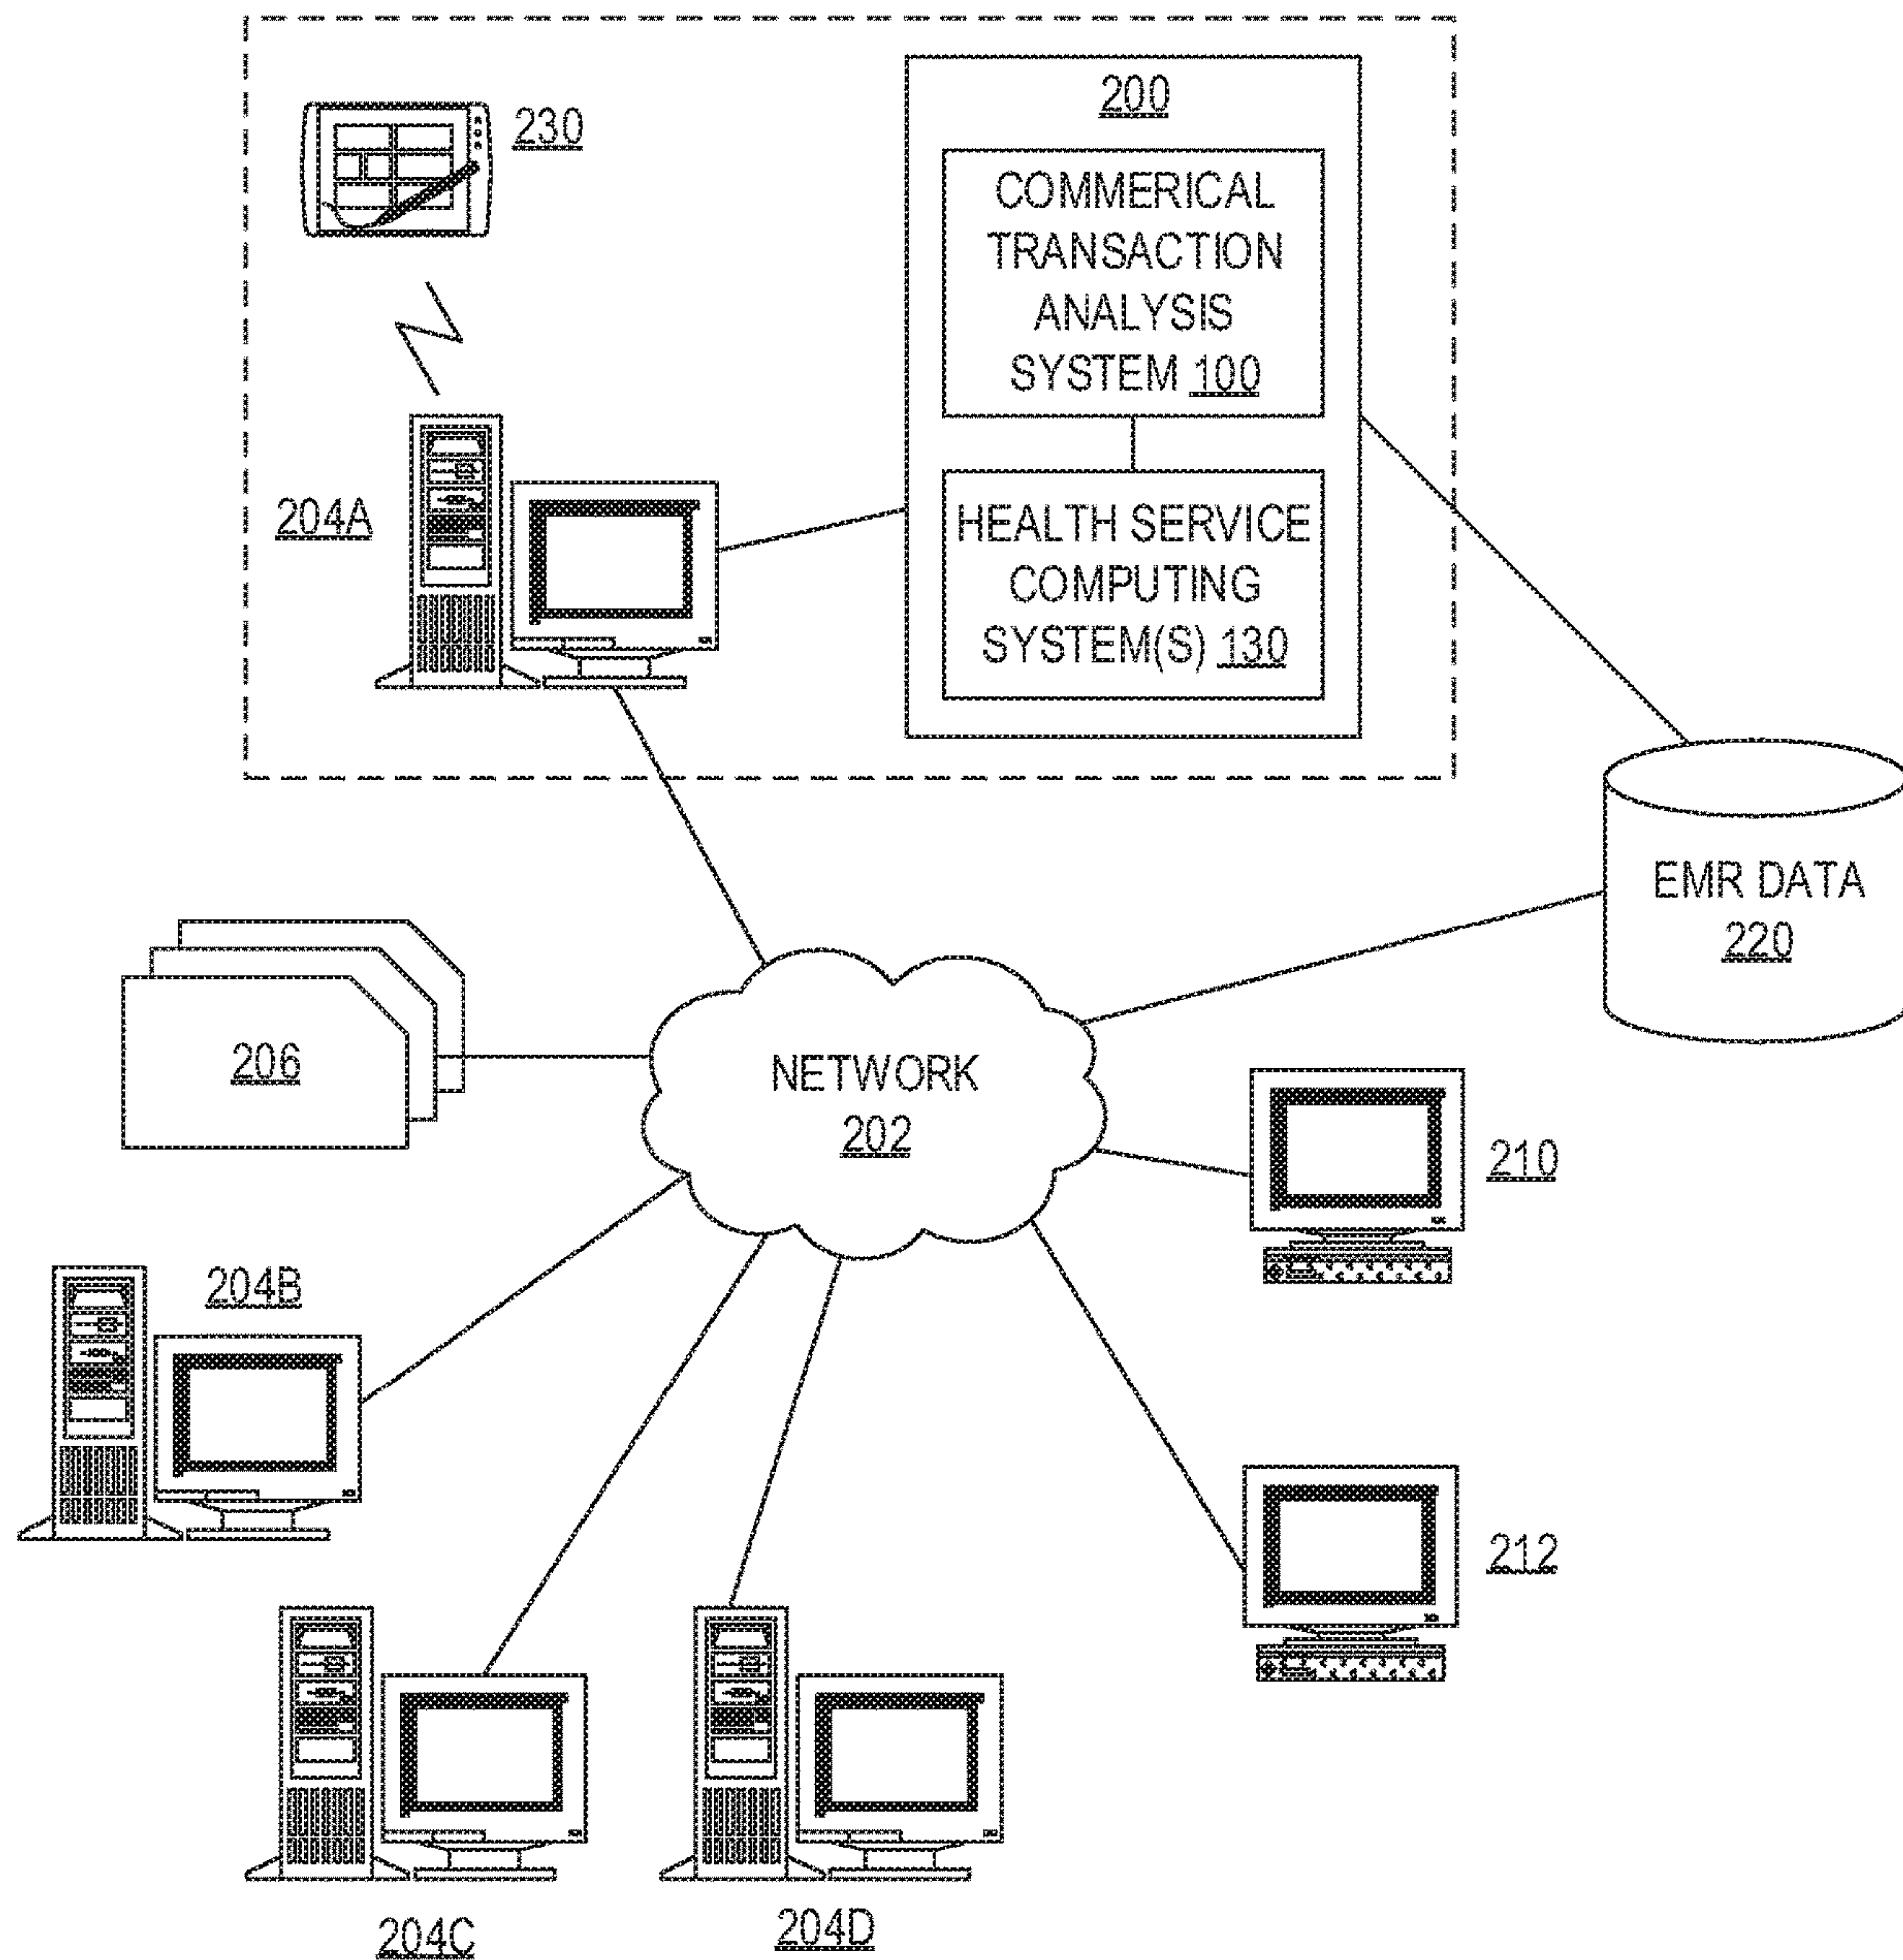 230
200
COMMERICAL
TRANSACTION
ANALYSIS
SYSTEM 100
204A
HEALTH SERVICE
COMPUTING
SYSTEM(S) 130
EMR DATA
220
206
NETWORK
202
210
204B
212
204C
204D